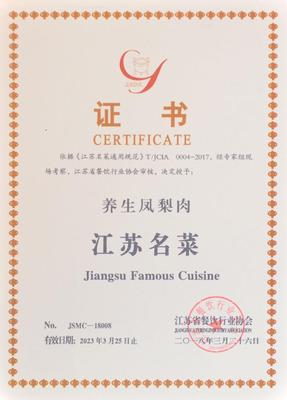 证书
CERTIFICATE
依据《江苏名菜通用规范》T/JCIA 0004-2017，经专家组现
场考察，江苏省餐饮行业协会审核，决定授予：
养生凤梨肉
江苏名菜
Jiangsu Famous Cuisine
No. JSMC-18008
江苏省餐饮行业协会
有效日期：2023年3月25日止
二〇一八年三月二十六日